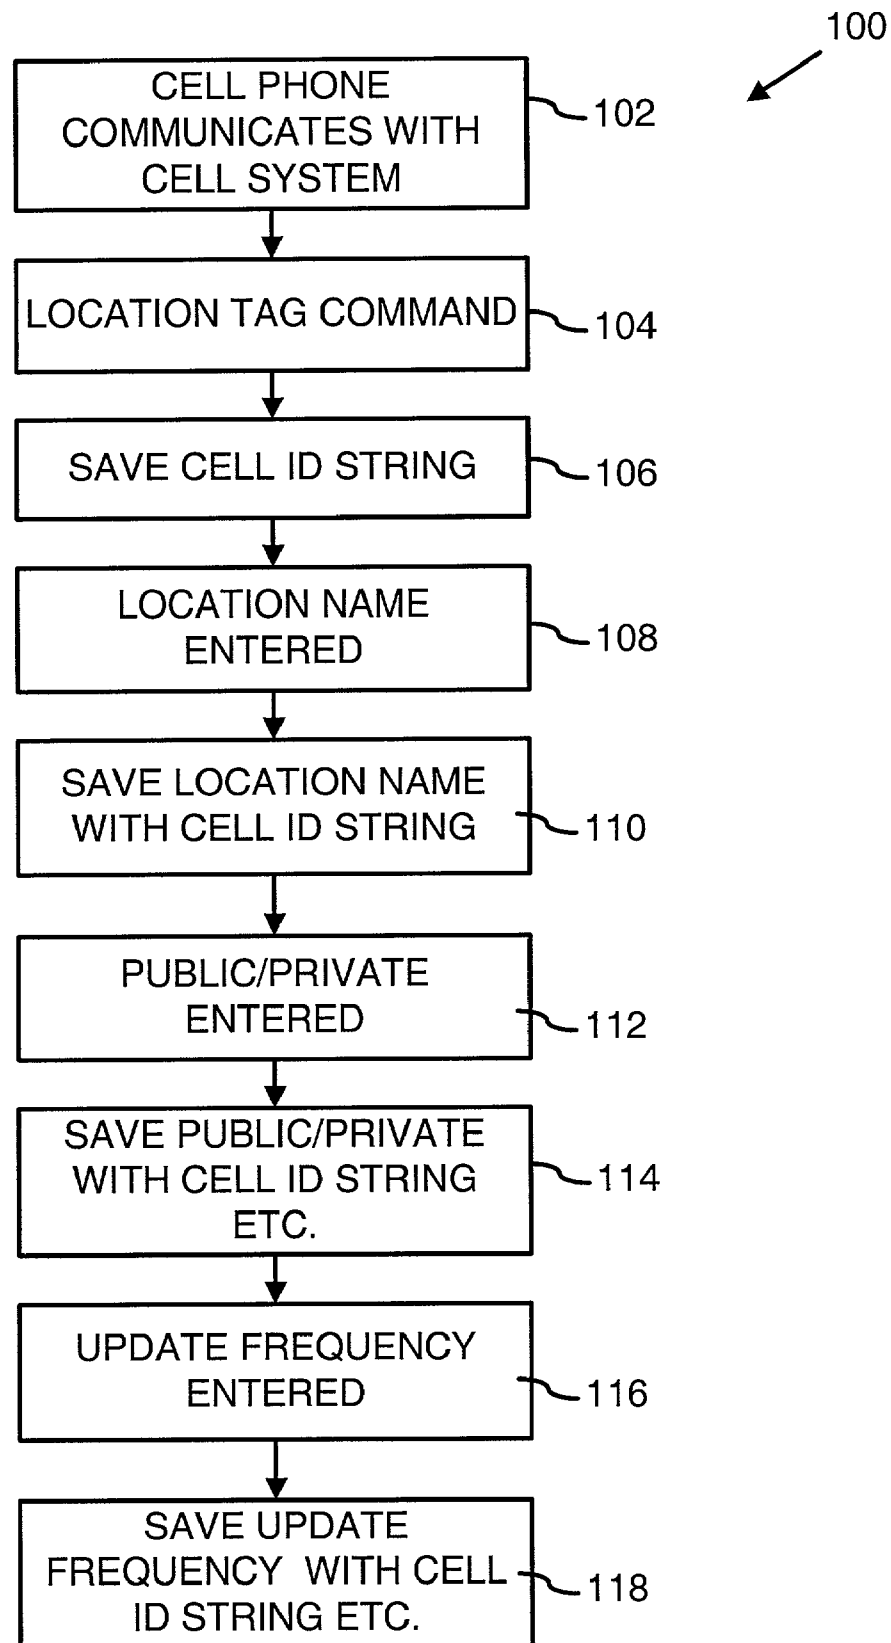 100
CELL PHONE
COMMUNICATES WITH
CELL SYSTEM
102
LOCATION TAG COMMAND
104
SAVE CELL ID STRING
106
LOCATION NAME
ENTERED
108
SAVE LOCATION NAME
WITH CELL ID STRING
110
PUBLIC/PRIVATE
ENTERED
112
SAVE PUBLIC/PRIVATE
WITH CELL ID STRING
ETC.
114
UPDATE FREQUENCY
ENTERED
116
SAVE UPDATE
FREQUENCY WITH CELL
ID STRING ETC.
118